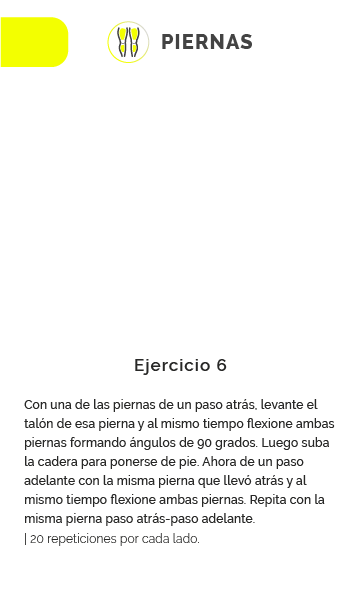 PIERNAS
Ejercicio 6
Con una de las piernas de un paso atrás, levante el
talón de esa pierna y al mismo tiempo flexione ambas
piernas formando ángulos de 90 grados. Luego suba
la cadera para ponerse de pie. Ahora de un paso
adelante con la misma pierna que llevó atrás y al
mismo tiempo flexione ambas piernas. Repita con la
misma pierna paso atrás-paso adelante.
| 20 repeticiones por cada lado.